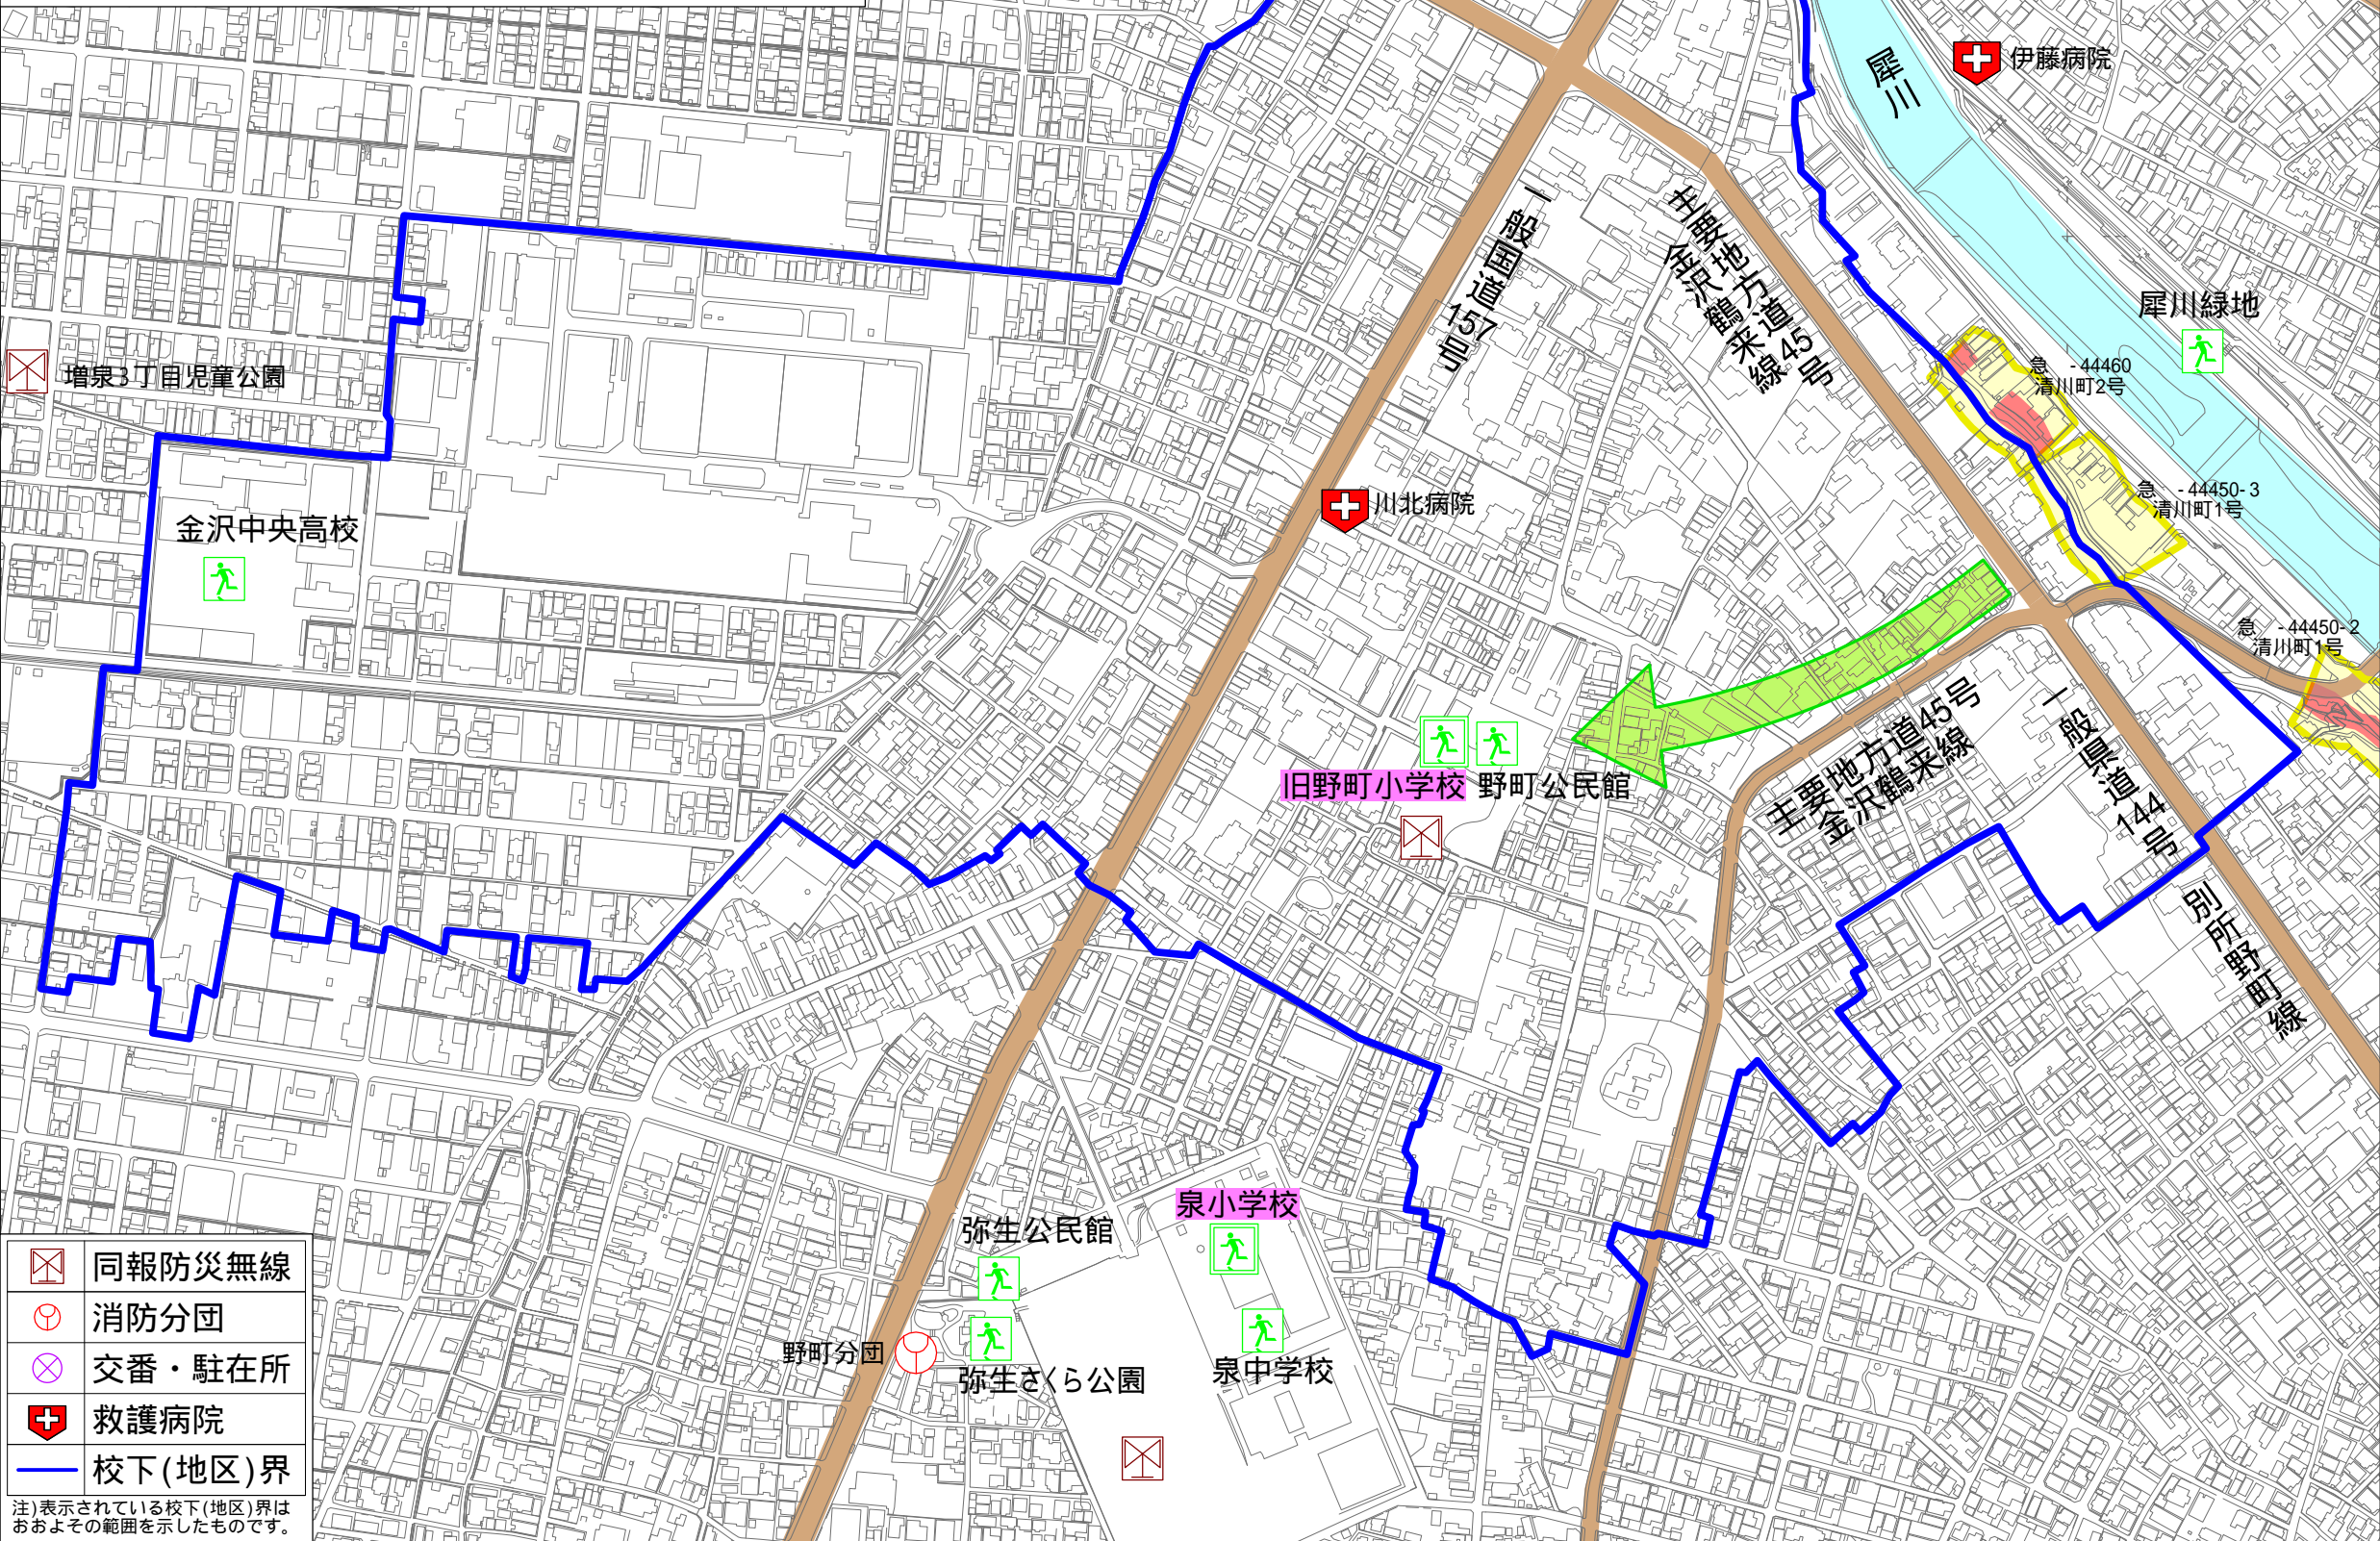 犀川
伊藤病院
一般国道157号
主要地方道45号
金沢鶴来線
犀川緑地
急 -44460
清川町2号
増泉3丁目児童公園
急 -44450-3
清川町1号
川北病院
金沢中央高校
急 -44450-2
清川町1号
主要地方道45号
金沢鶴来線
一般県道144号
別所野町線
旧野町小学校
野町公民館
泉小学校
弥生公民館
野町分団
弥生さくら公園
泉中学校
同報防災無線
消防分団
交番・駐在所
救護病院
校下(地区)界
注)表示されている校下(地区)界は
おおよその範囲を示したものです。